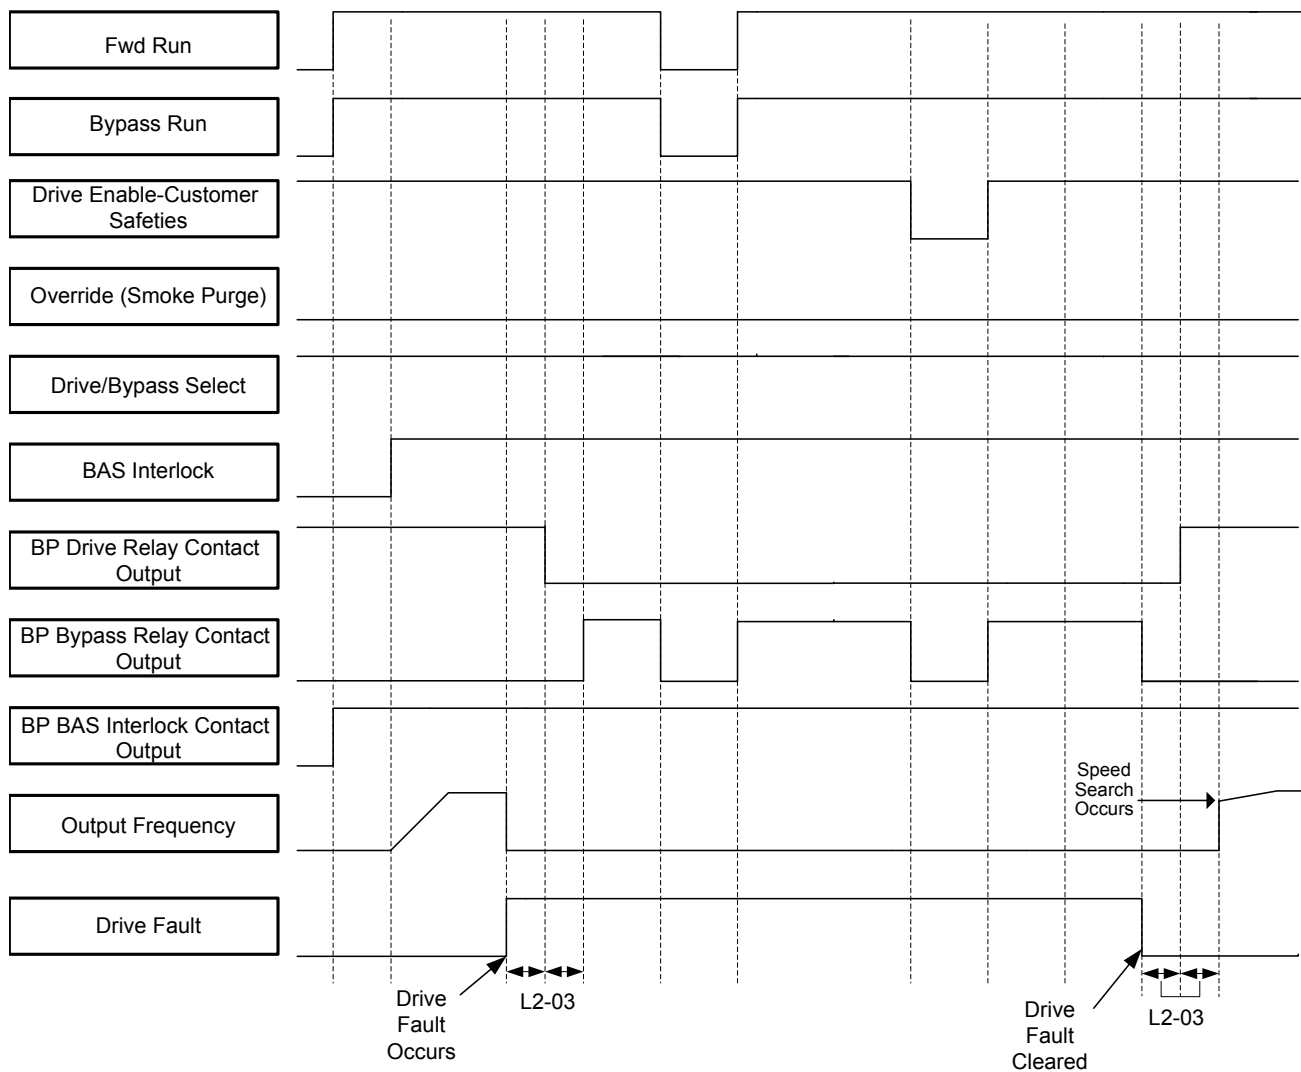 Fwd Run
Bypass Run
Drive Enable-Customer
Safeties
Override (Smoke Purge)
Drive/Bypass Select
BAS Interlock
BP Drive Relay Contact
Output
BP Bypass Relay Contact
Output
BP BAS Interlock Contact
Output
Speed
Search
Occurs
Output Frequency
Drive Fault
Drive
Fault
Occurs
L2-03
Drive
Fault
Cleared
L2-03